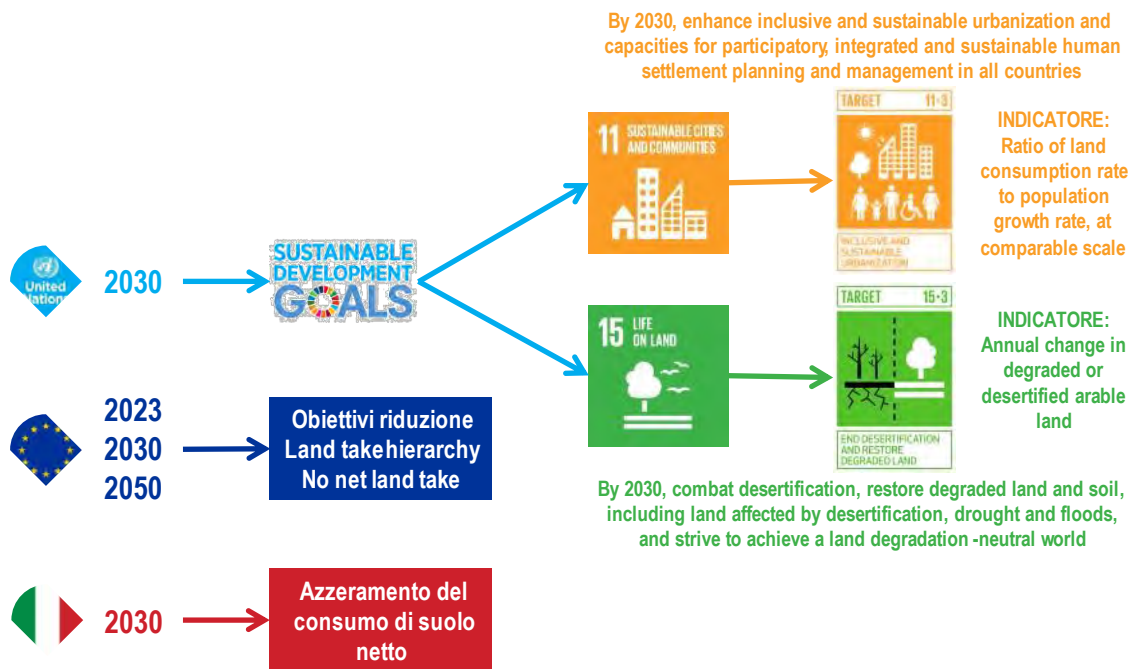 By 2030, enhance inclusive and sustainable urbanization and
capacities for participatory, integrated and sustainable human
settlement planning and management in all countries
United
Nations
2030
SUSTAINABLE
DEVELOPMENT
GOALS
11 SUSTAINABLE CITIES
AND COMMUNITIES
TARGET 11·3
INCLUSIVE AND
SUSTAINABLE
URBANIZATION
INDICATORE:
Ratio of land
consumption rate
to population
growth rate, at
comparable scale
15 LIFE
ON LAND
TARGET 15·3
END DESERTIFICATION
AND RESTORE
DEGRADED LAND
INDICATORE:
Annual change in
degraded or
desertified arable
land
By 2030, combat desertification, restore degraded land and soil,
including land affected by desertification, drought and floods,
and strive to achieve a land degradation -neutral world
2023
2030
2050
Obiettivi riduzione
Land take hierarchy
No net land take
2030
Azzeramento del
consumo di suolo
netto